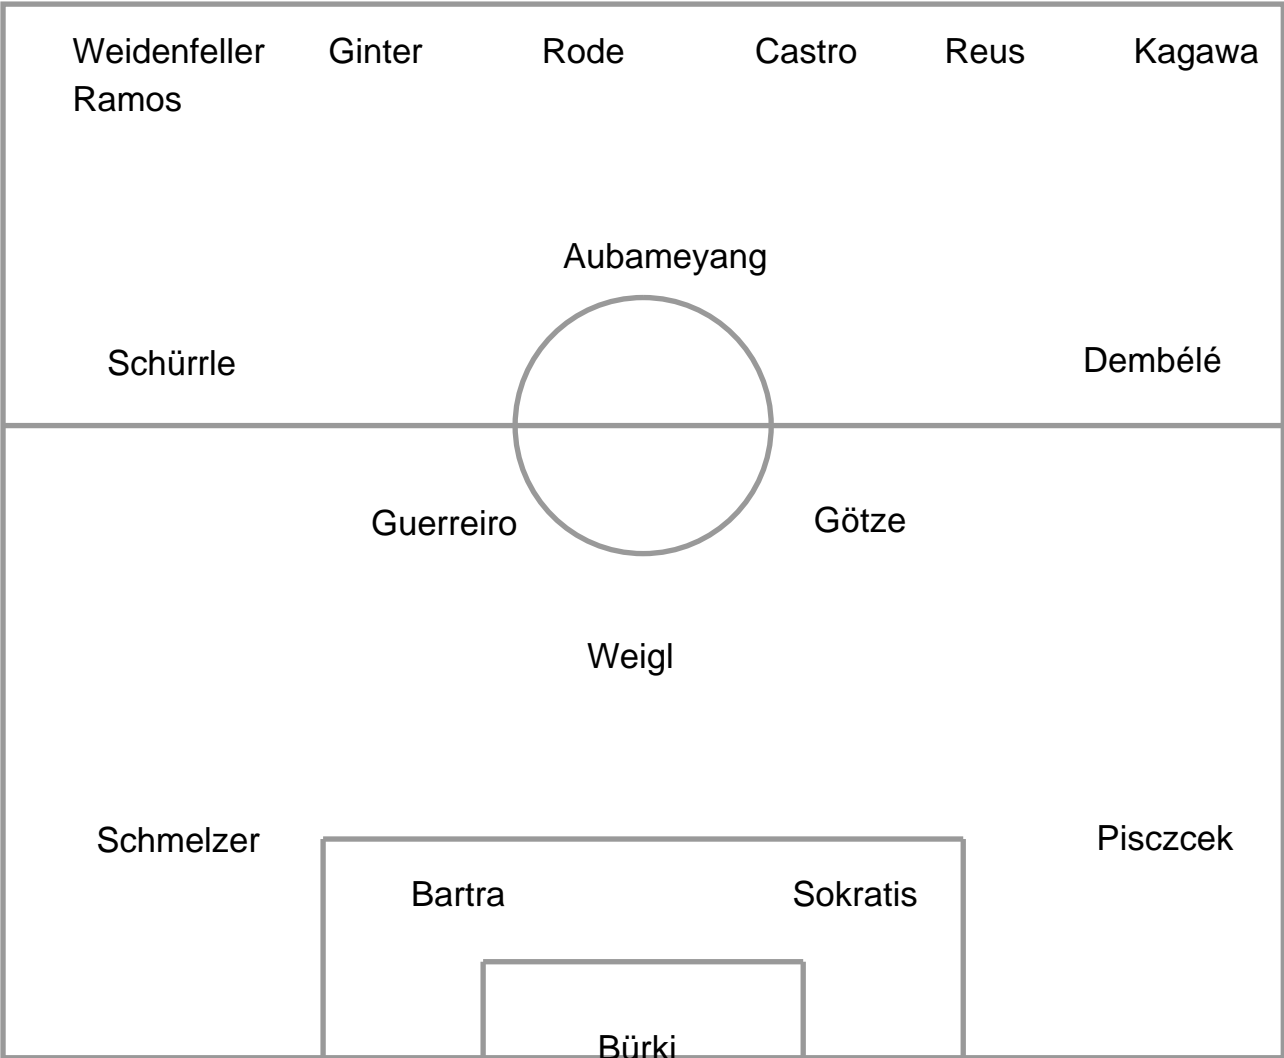 Weidenfeller Ginter Rode Castro Reus Kagawa
Ramos
Aubameyang
Schürrle Dembélé
Guerreiro Götze
Weigl
Schmelzer Pisczcek
Bartra Sokratis
Bürki